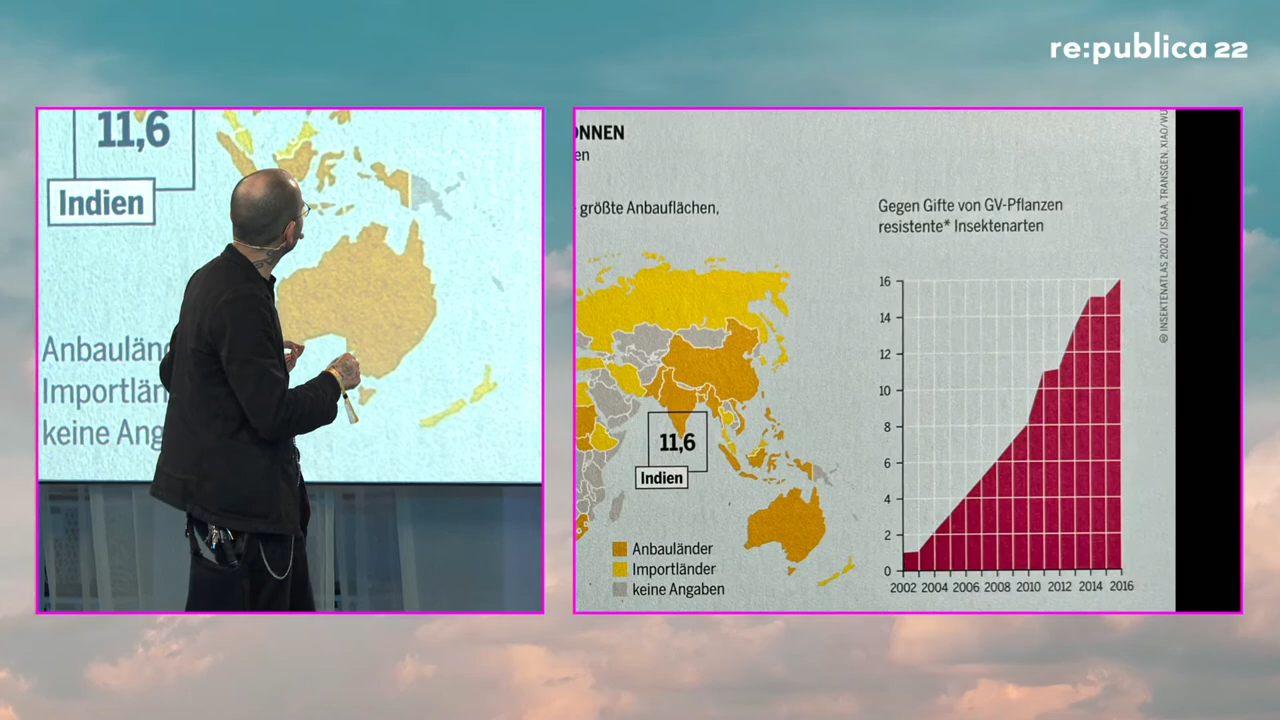 re:publica 22
11,6
Indien
Anbaulän
Importlän
keine Ang
ONNEN
en
größte Anbauflächen,
Gegen Gifte von GV-Pflanzen
resistente* Insektenarten
11,6
Indien
Anbauländer
Importländer
keine Angaben
16
14
12
10
8
6
4
2
0
2002 2004 2006 2008 2010 2012 2014 2016
© INSEKTENATLAS 2020 / ISAAA, TRANSGEN, XIAO/WU